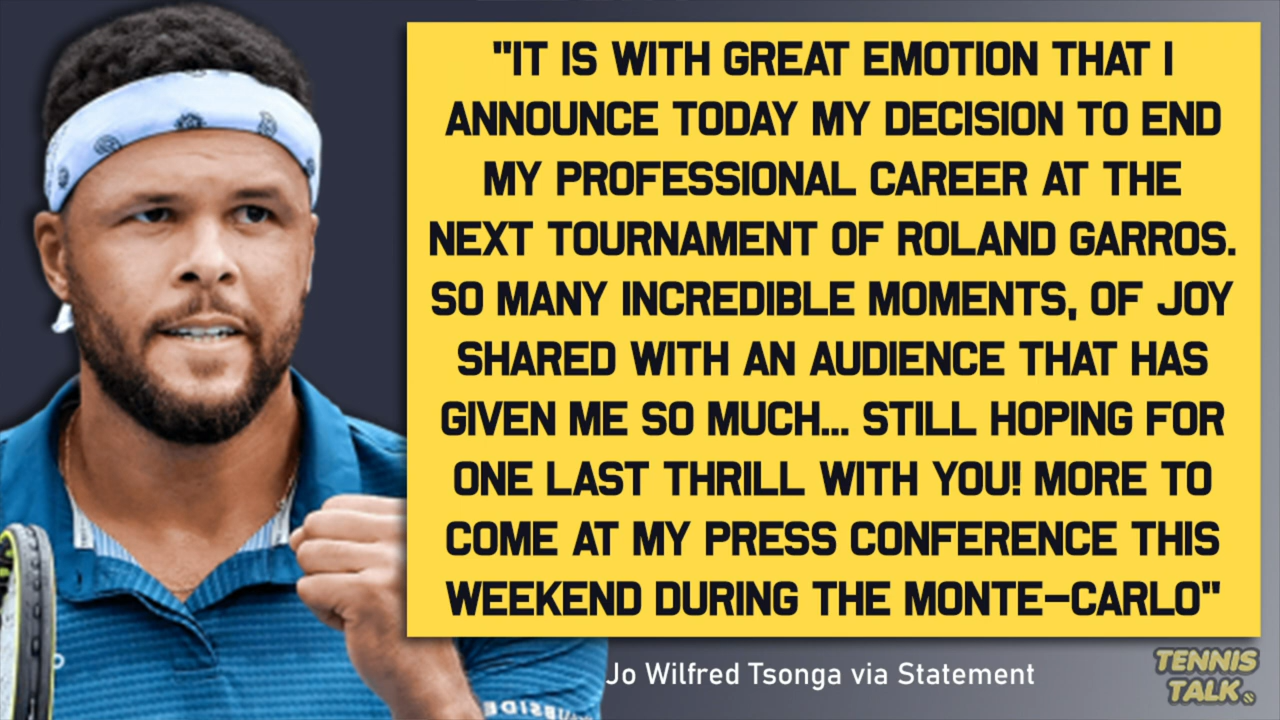 "IT IS WITH GREAT EMOTION THAT I
ANNOUNCE TODAY MY DECISION TO END
MY PROFESSIONAL CAREER AT THE
NEXT TOURNAMENT OF ROLAND GARROS.
SO MANY INCREDIBLE MOMENTS, OF JOY
SHARED WITH AN AUDIENCE THAT HAS
GIVEN ME SO MUCH... STILL HOPING FOR
ONE LAST THRILL WITH YOU! MORE TO
COME AT MY PRESS CONFERENCE THIS
WEEKEND DURING THE MONTE-CARLO"
Jo Wilfred Tsonga via Statement
TENNIS
TALK